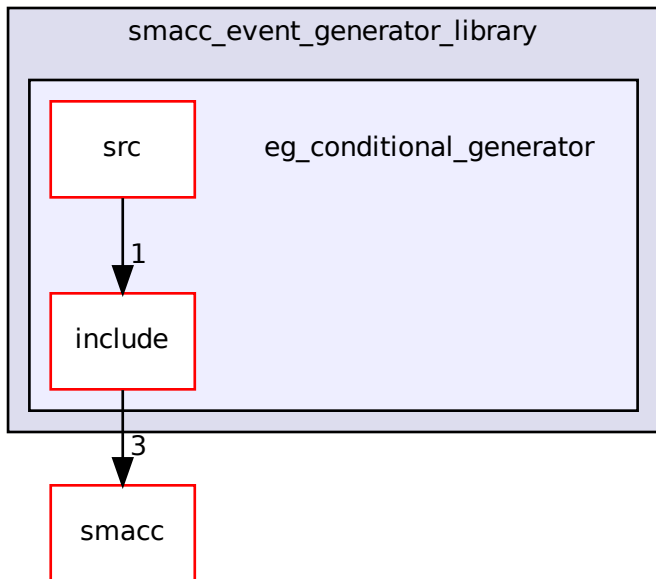 smacc_event_generator_library
src
eg_conditional_generator
1
include
3
smacc